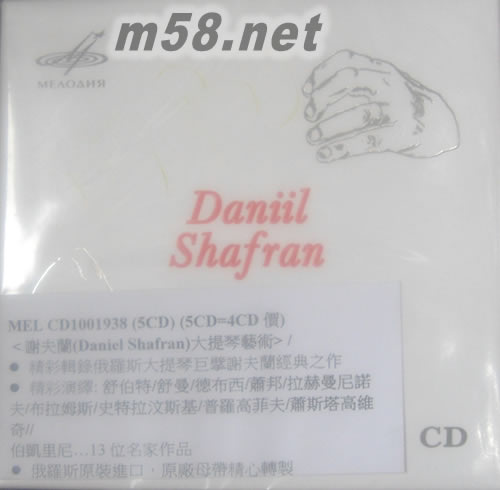 m58.net
МЕЛОДИЯ
Daniil
Shafran
MEL CD1001938 (5CD) (5CD=4CD 價)
＜謝夫蘭(Daniel Shafran)大提琴藝術＞/
● 精彩輯錄俄羅斯大提琴巨擘謝夫蘭經典之作
● 精彩演繹: 舒伯特/舒曼/德布西/蕭邦/拉赫曼尼諾
夫/布拉姆斯/史特拉汶斯基/普羅高菲夫/蕭斯塔高維
奇//
伯凱里尼…13 位名家作品
● 俄羅斯原裝進口，原廠母帶精心轉製
CD